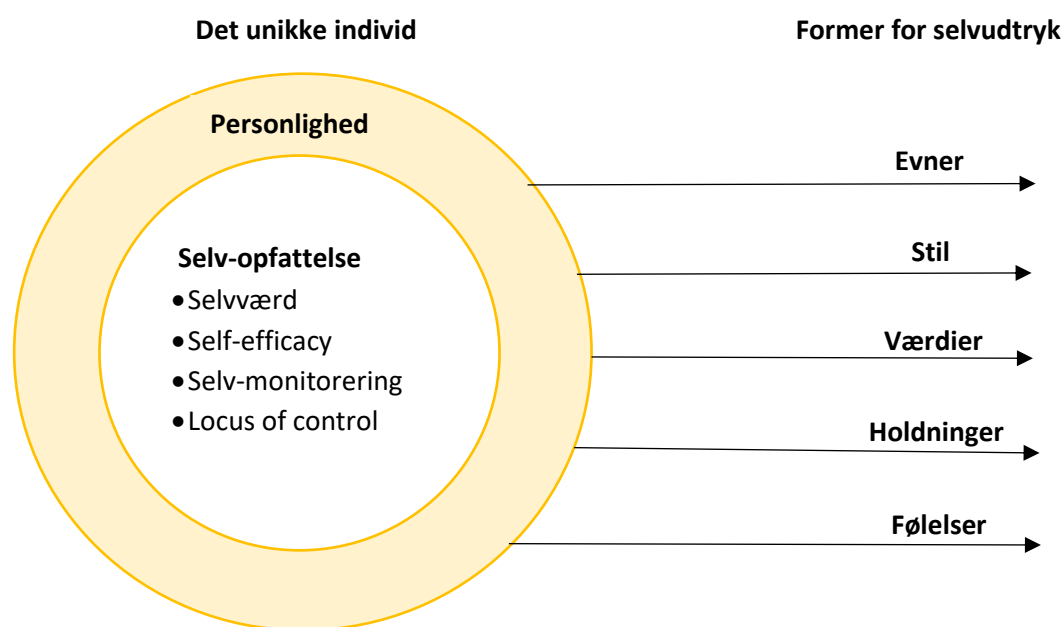 Det unikke individ
Former for selvudtryk
Personlighed
Selv-opfattelse
•Selvværd
•Self-efficacy
•Selv-monitorering
•Locus of control
Evner
Stil
Værdier
Holdninger
Følelser